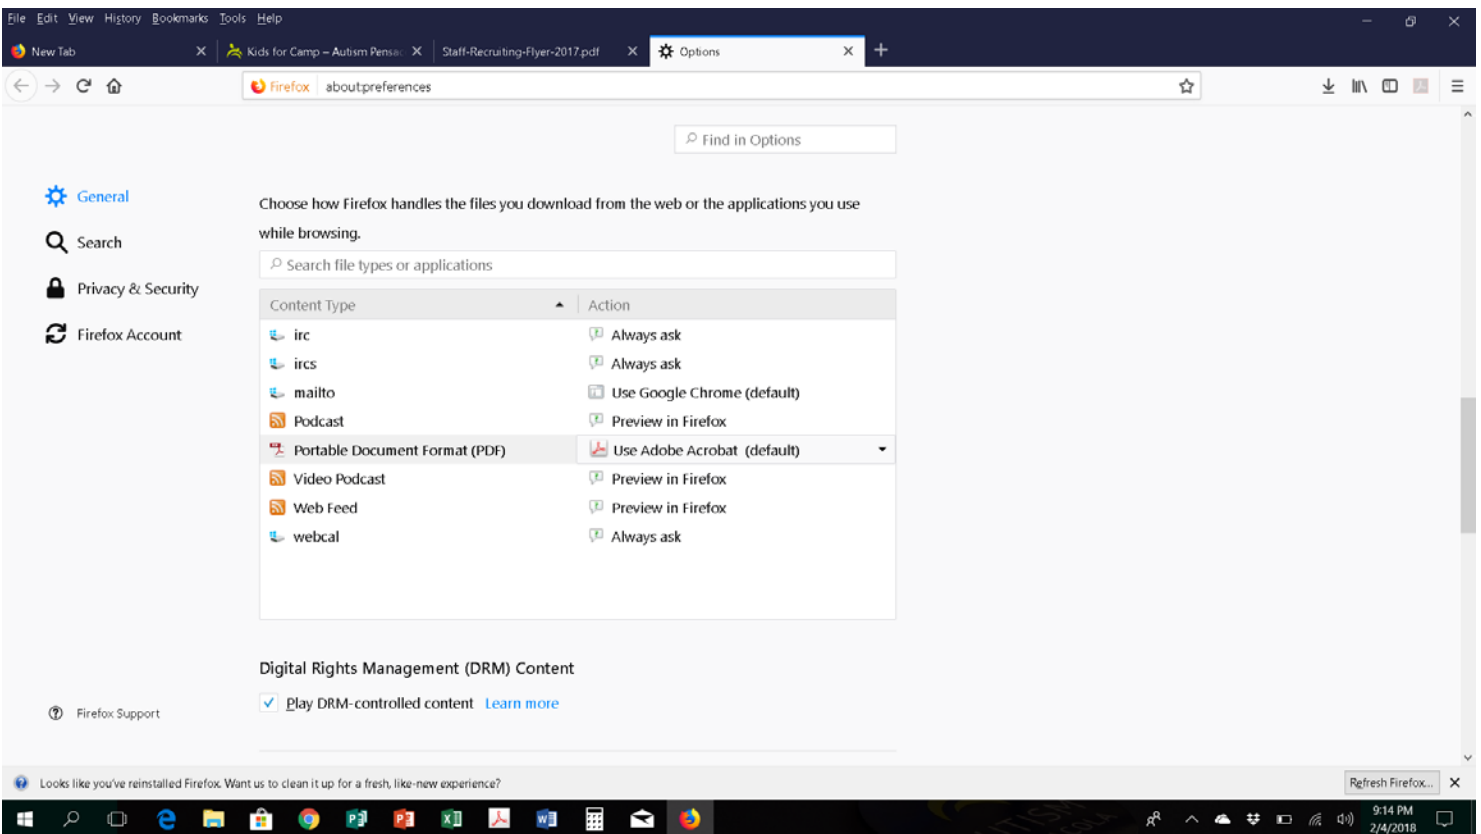 File Edit View History Bookmarks Tools Help
New Tab
Kids for Camp – Autism Pensac
Staff-Recruiting-Flyer-2017.pdf
Options
Firefox about:preferences
Find in Options
General
Search
Privacy & Security
Firefox Account
Choose how Firefox handles the files you download from the web or the applications you use
while browsing.
Search file types or applications
Content Type Action
irc Always ask
ircs Always ask
mailto Use Google Chrome (default)
Podcast Preview in Firefox
Portable Document Format (PDF) Use Adobe Acrobat (default)
Video Podcast Preview in Firefox
Web Feed Preview in Firefox
webcal Always ask
Digital Rights Management (DRM) Content
Play DRM-controlled content Learn more
Firefox Support
Looks like you've reinstalled Firefox. Want us to clean it up for a fresh, like-new experience?
Refresh Firefox...
9:14 PM
2/4/2018